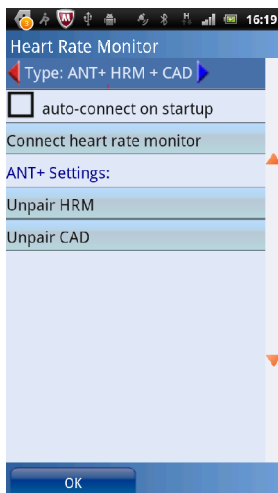 16:19
Heart Rate Monitor
Type: ANT+ HRM + CAD
auto-connect on startup
Connect heart rate monitor
ANT+ Settings:
Unpair HRM
Unpair CAD
OK